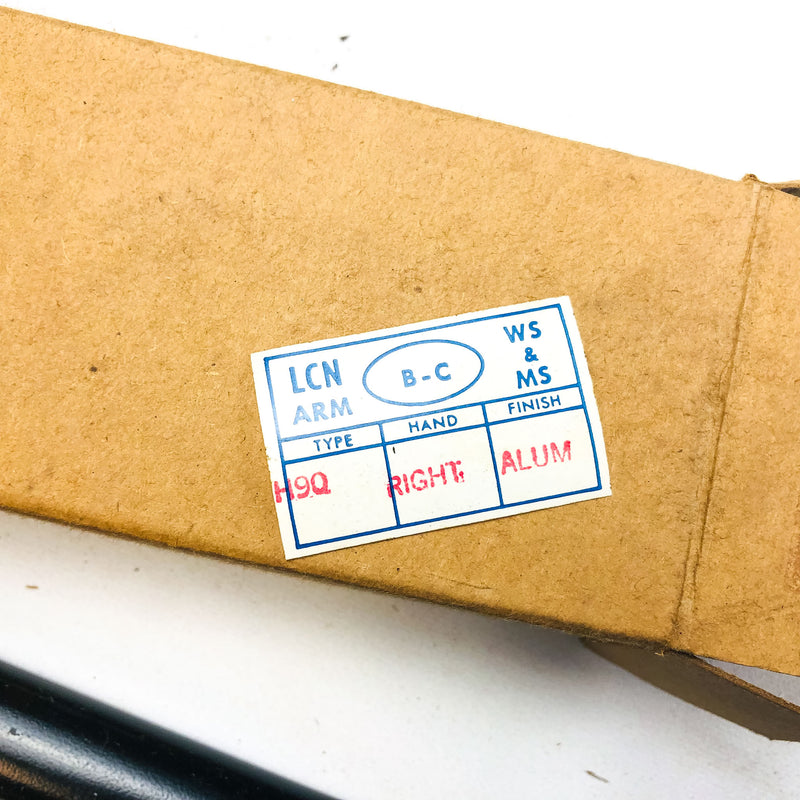 LCN
ARM
B-C
WS
&
MS
TYPE HAND FINISH
H9Q RIGHT ALUM